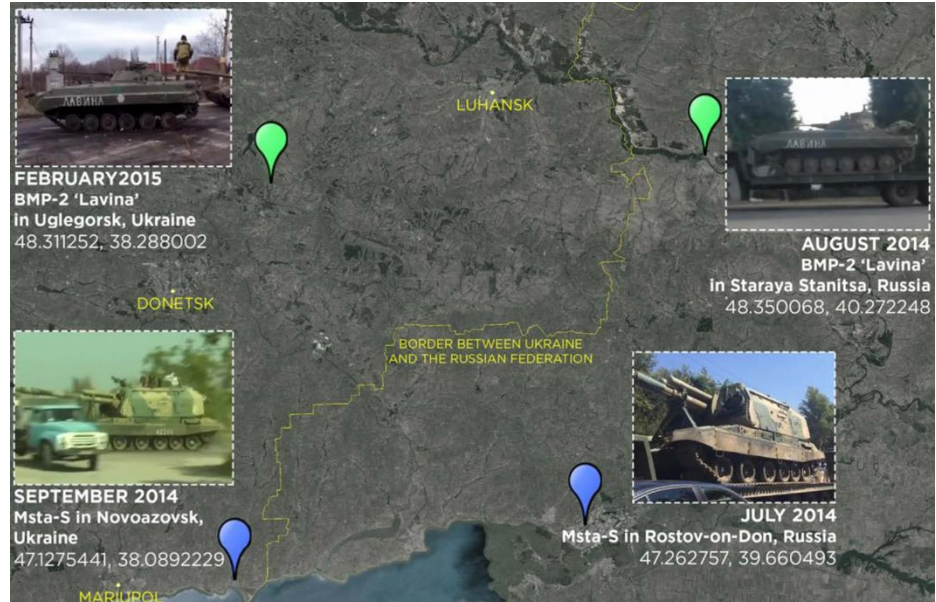 FEBRUARY2015
BMP-2 'Lavina'
in Uglegorsk, Ukraine
48.311252, 38.288002
ЛАВИНА
LUHANSK
ЛАВИНА
AUGUST 2014
BMP-2 'Lavina'
in Staraya Stanitsa, Russia
48.350068, 40.272248
DONETSK
BORDER BETWEEN UKRAINE
AND THE RUSSIAN FEDERATION
SEPTEMBER 2014
Msta-S in Novoazovsk,
Ukraine
47.1275441, 38.0892229
JULY 2014
Msta-S in Rostov-on-Don, Russia
47.262757, 39.660493
MARIUPOL